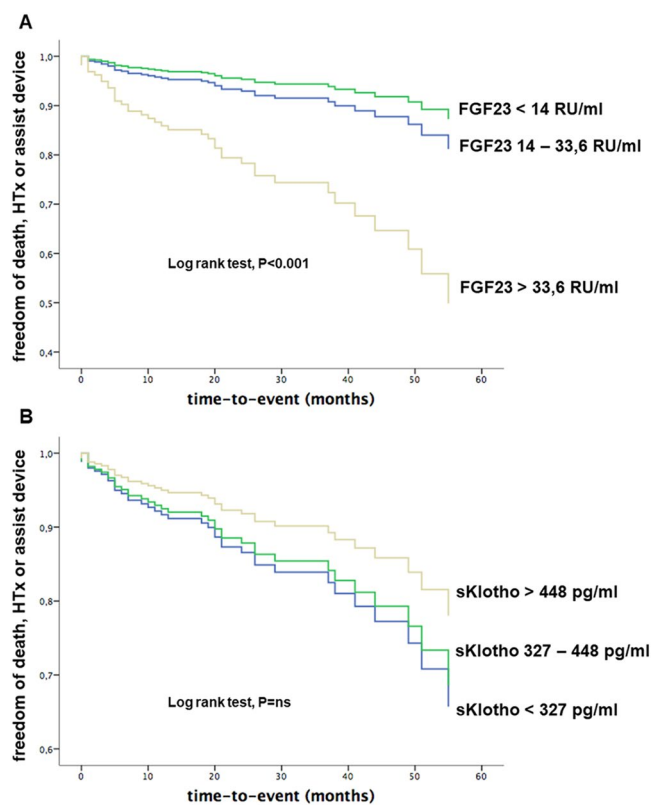 A
freedom of death, HTx or assist device
1,0
0,9
0,8
0,7
0,6
0,5
0,4
FGF23 < 14 RU/ml
FGF23 14 – 33,6 RU/ml
FGF23 > 33,6 RU/ml
Log rank test, P<0.001
0 10 20 30 40 50 60
time-to-event (months)
B
freedom of death, HTx or assist device
1,0
0,9
0,8
0,7
0,6
sKlotho > 448 pg/ml
sKlotho 327 – 448 pg/ml
sKlotho < 327 pg/ml
Log rank test, P=ns
0 10 20 30 40 50 60
time-to-event (months)